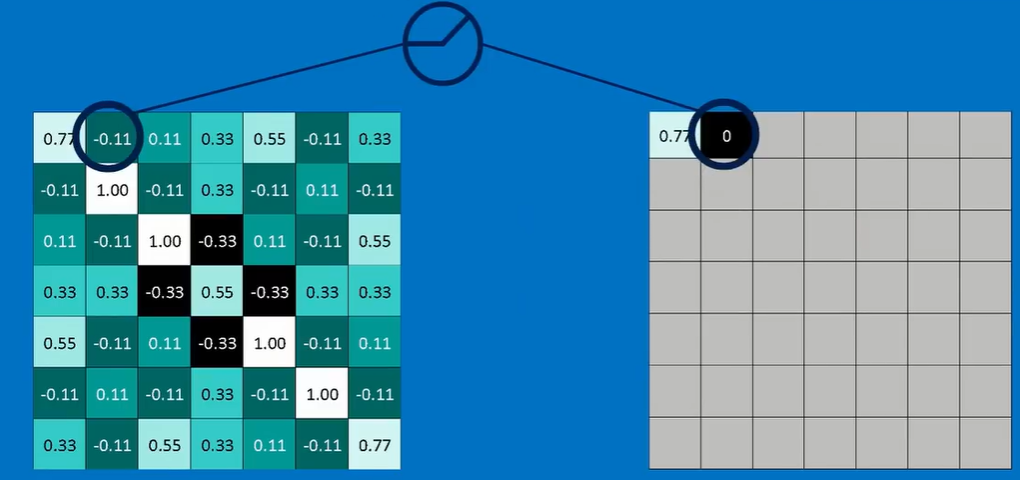 0.77 -0.11 0.11 0.33 0.55 -0.11 0.33
-0.11 1.00 -0.11 0.33 -0.11 0.11 -0.11
0.11 -0.11 1.00 -0.33 0.11 -0.11 0.55
0.33 0.33 -0.33 0.55 -0.33 0.33 0.33
0.55 -0.11 0.11 -0.33 1.00 -0.11 0.11
-0.11 0.11 -0.11 0.33 -0.11 1.00 -0.11
0.33 -0.11 0.55 0.33 0.11 -0.11 0.77
0.77 0